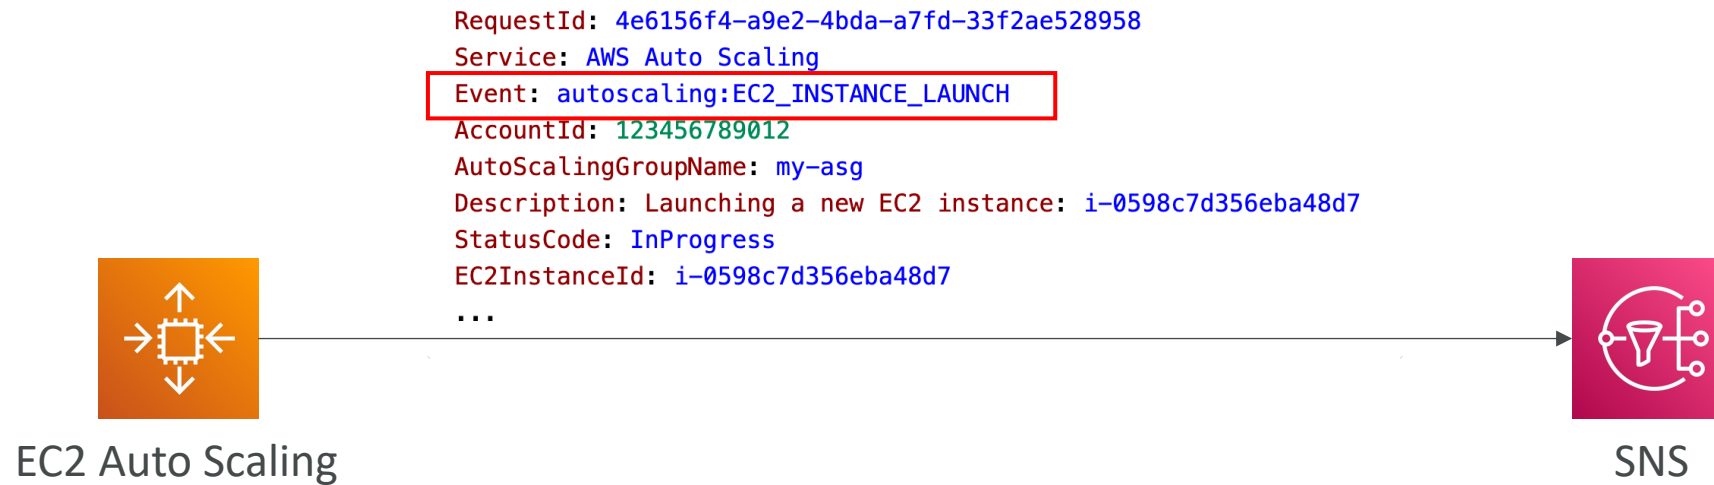 RequestId: 4e6156f4-a9e2-4bda-a7fd-33f2ae528958
Service: AWS Auto Scaling
Event: autoscaling:EC2_INSTANCE_LAUNCH
AccountId: 123456789012
AutoScalingGroupName: my-asg
Description: Launching a new EC2 instance: i-0598c7d356eba48d7
StatusCode: InProgress
EC2InstanceId: i-0598c7d356eba48d7
...
EC2 Auto Scaling
SNS